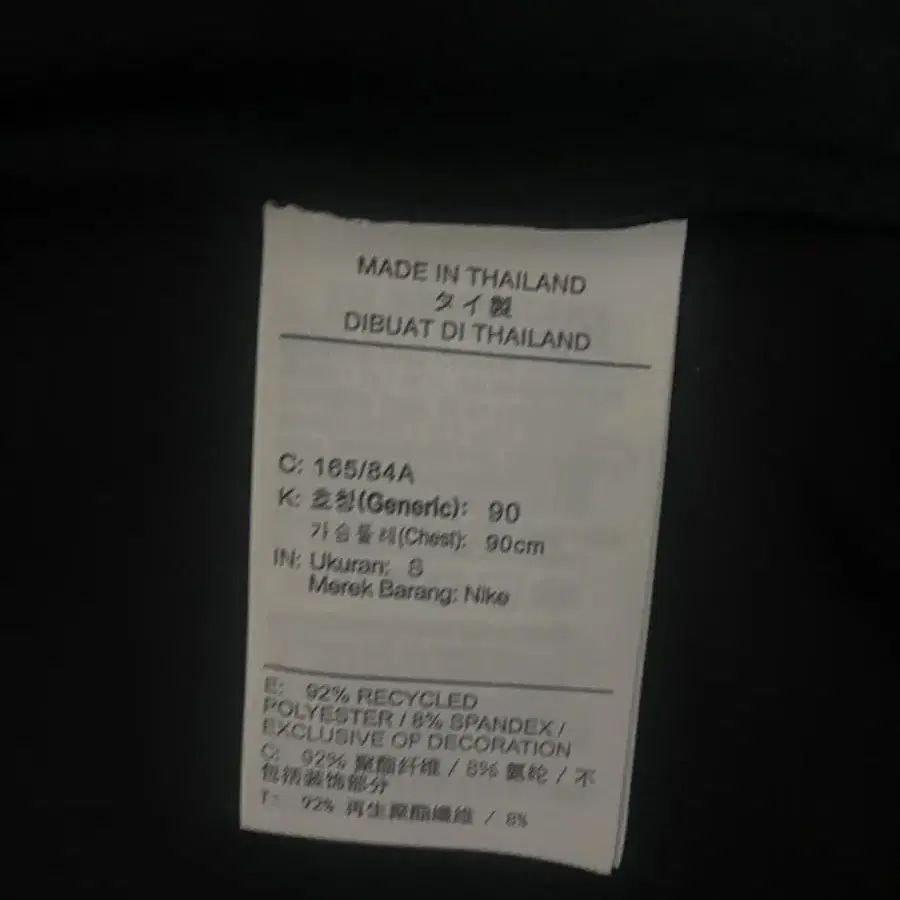 MADE IN THAILAND
タイ製
DIBUAT DI THAILAND
C: 165/84A
K: 호칭(Generic): 90
가슴둘레(Chest): 90cm
IN: Ukuran: S
Merek Barang: Nike
E: 92% RECYCLED
POLYESTER / 8% SPANDEX /
EXCLUSIVE OF DECORATION
C: 92% 聚酯纤维 / 8% 氨纶 / 不
包括装饰部分
T: 92% 再生聚酯纖維 / 8%